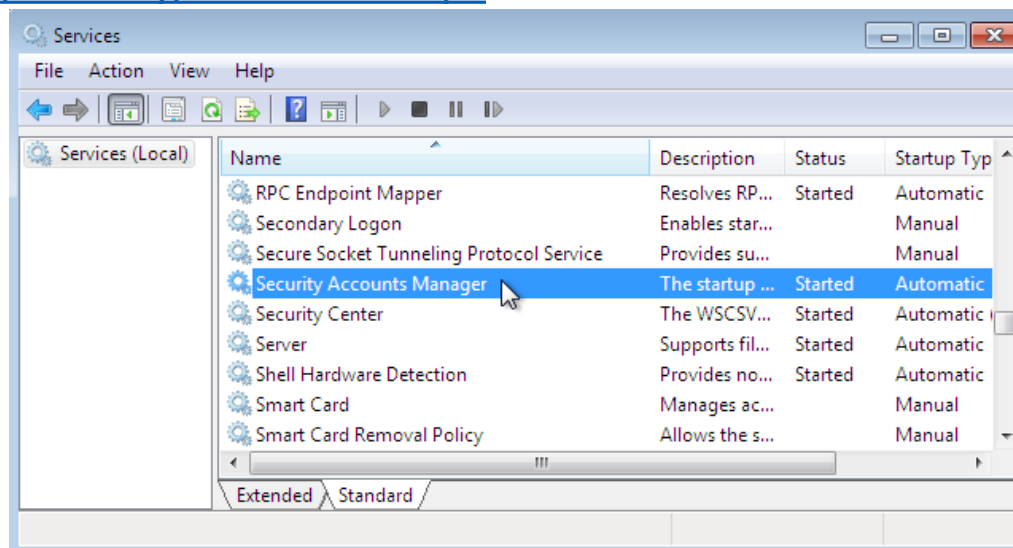 Services
File Action View Help
Services (Local)
Name Description Status Startup Typ
RPC Endpoint Mapper Resolves RP... Started Automatic
Secondary Logon Enables star... Manual
Secure Socket Tunneling Protocol Service Provides su... Manual
Security Accounts Manager The startup ... Started Automatic
Security Center The WSCSV... Started Automatic (
Server Supports fil... Started Automatic
Shell Hardware Detection Provides no... Started Automatic
Smart Card Manages ac... Manual
Smart Card Removal Policy Allows the s... Manual
Extended Standard